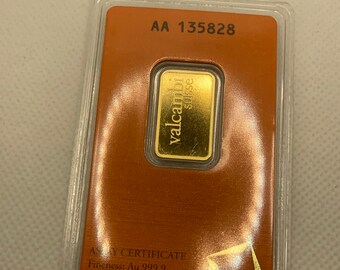 AA 135828
valcambi
suisse
ASSAY CERTIFICATE
Fineness: Au 999.9